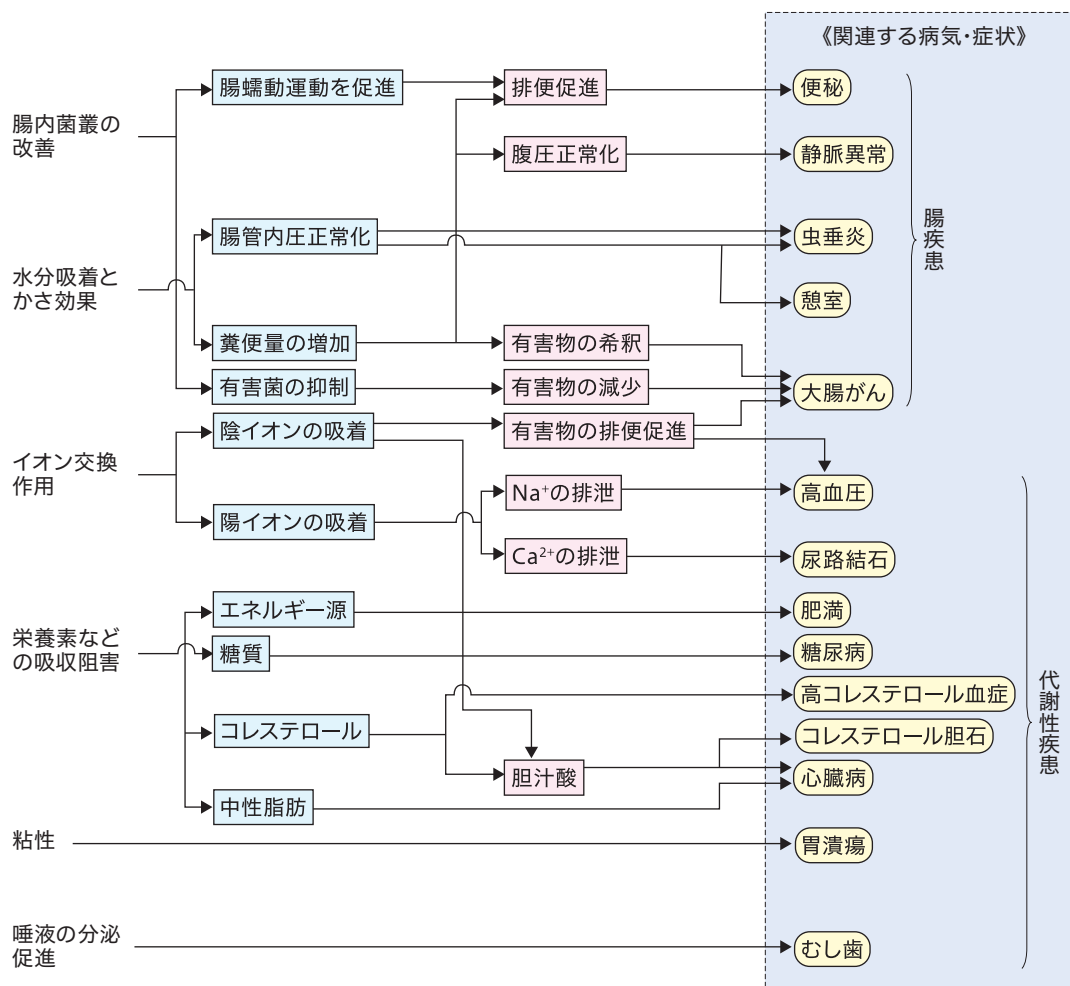 《関連する病気・症状》
腸内菌叢の
改善
腸蠕動運動を促進
排便促進
便秘
腹圧正常化
静脈異常
水分吸着と
かさ効果
腸管内圧正常化
虫垂炎
憩室
糞便量の増加
有害物の希釈
有害菌の抑制
有害物の減少
大腸がん
腸疾患
イオン交換
作用
陰イオンの吸着
有害物の排便促進
陽イオンの吸着
Na⁺の排泄
高血圧
Ca²⁺の排泄
尿路結石
栄養素など
の吸収阻害
エネルギー源
肥満
糖質
糖尿病
コレステロール
高コレステロール血症
コレステロール胆石
胆汁酸
心臓病
中性脂肪
粘性
胃潰瘍
唾液の分泌
促進
むし歯
代謝性疾患